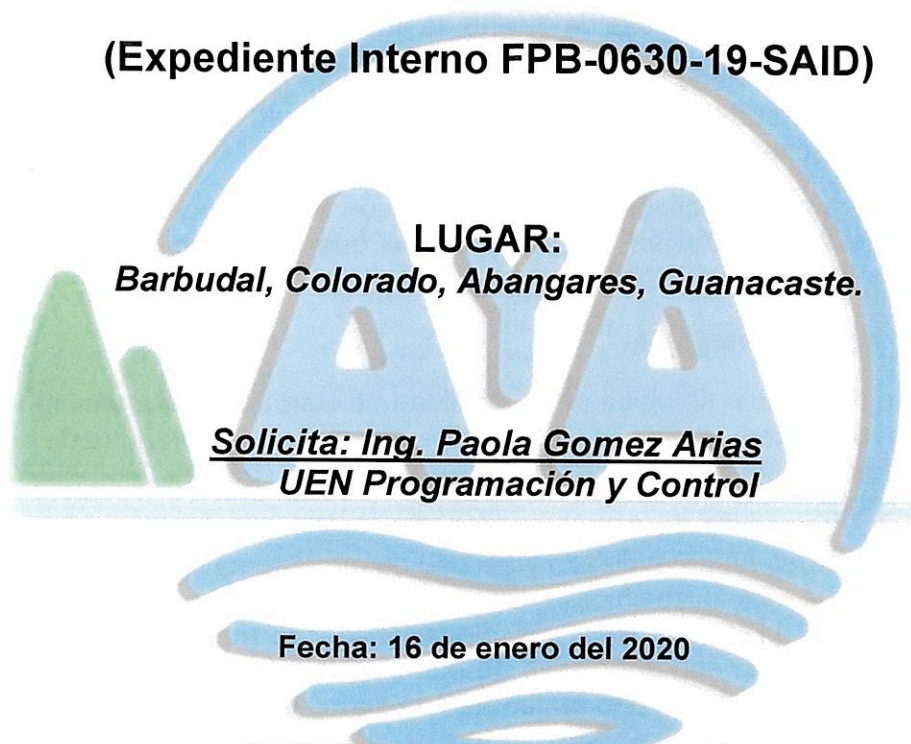 (Expediente Interno FPB-0630-19-SAID)
LUGAR:
Barbudal, Colorado, Abangares, Guanacaste.
AYA
Solicita: Ing. Paola Gomez Arias
UEN Programación y Control
Fecha: 16 de enero del 2020